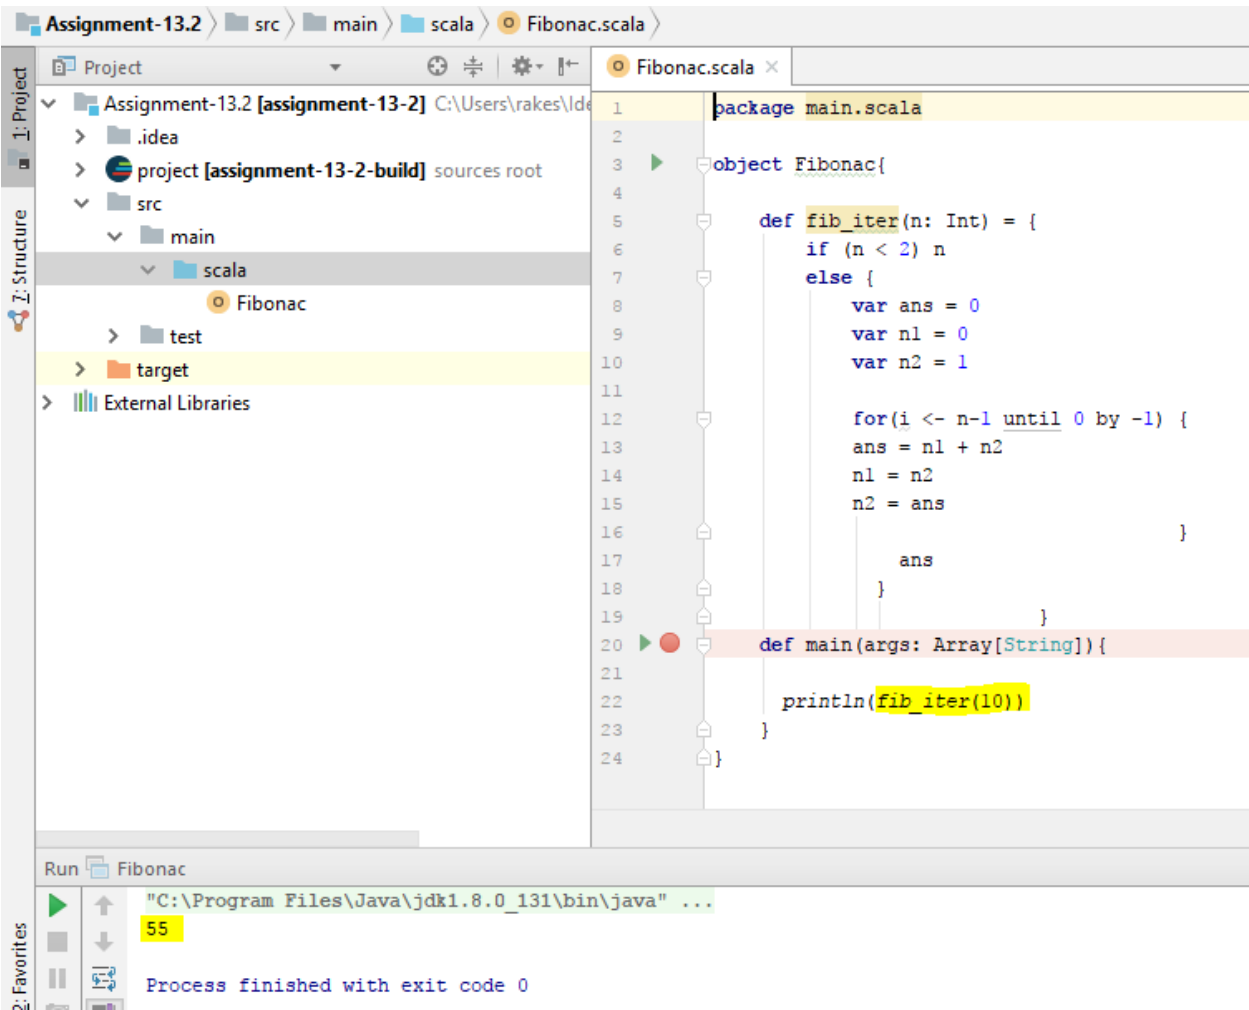 Assignment-13.2 src main scala Fibonac.scala
1: Project
7: Structure
2: Favorites
Project
Assignment-13.2 [assignment-13-2] C:\Users\rakes\Ide
.idea
project [assignment-13-2-build] sources root
src
main
scala
Fibonac
test
target
External Libraries
Fibonac.scala
1 package main.scala
2
3 object Fibonac{
4
5 def fib_iter(n: Int) = {
6 if (n < 2) n
7 else {
8 var ans = 0
9 var n1 = 0
10 var n2 = 1
11
12 for(i <- n-1 until 0 by -1) {
13 ans = n1 + n2
14 n1 = n2
15 n2 = ans
16 }
17 ans
18 }
19 }
20 def main(args: Array[String]){
21
22 println(fib_iter(10))
23 }
24 }
Run Fibonac
"C:\Program Files\Java\jdk1.8.0_131\bin\java" ...
55
Process finished with exit code 0